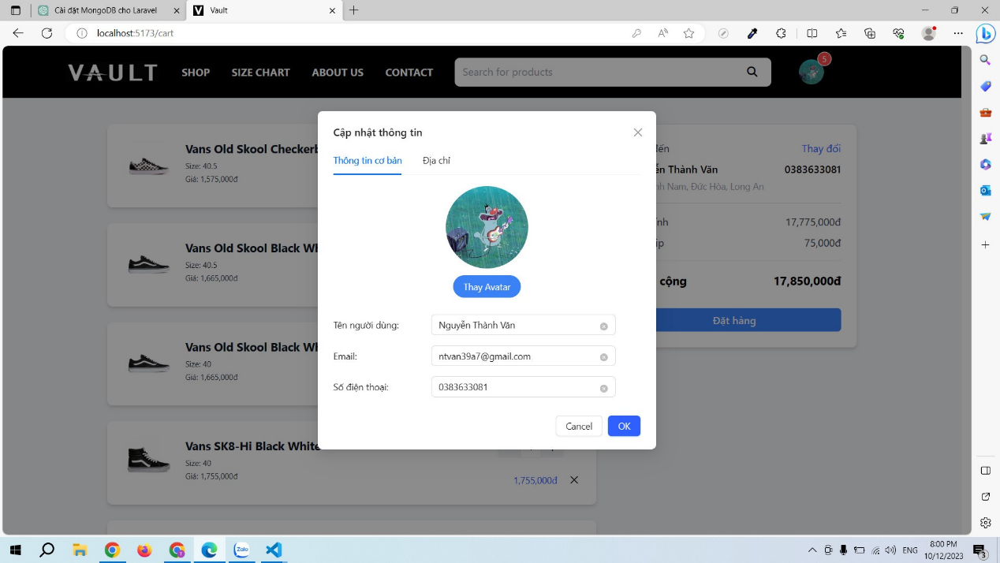 Cài đặt MongoDB cho Laravel
Vault
localhost:5173/cart
VAULT
SHOP
SIZE CHART
ABOUT US
CONTACT
Search for products
5
Cập nhật thông tin
Thông tin cơ bản
Địa chỉ
Thay Avatar
Tên người dùng:
Nguyễn Thành Văn
Email:
ntvan39a7@gmail.com
Số điện thoại:
0383633081
Cancel
OK
Vans Old Skool Checkerb
Size: 40.5
Giá: 1,575,000đ
Vans Old Skool Black Wh
Size: 40.5
Giá: 1,665,000đ
Vans Old Skool Black Wh
Size: 40
Giá: 1,665,000đ
Vans SK8-Hi Black White
Size: 40
Giá: 1,755,000đ
1,755,000đ
đến
Thay đổi
ễn Thành Văn
0383633081
nh Nam, Đức Hòa, Long An
ính
17,775,000đ
ip
75,000đ
cộng
17,850,000đ
Đặt hàng
Zalo
ENG
8:00 PM
10/12/2023
3